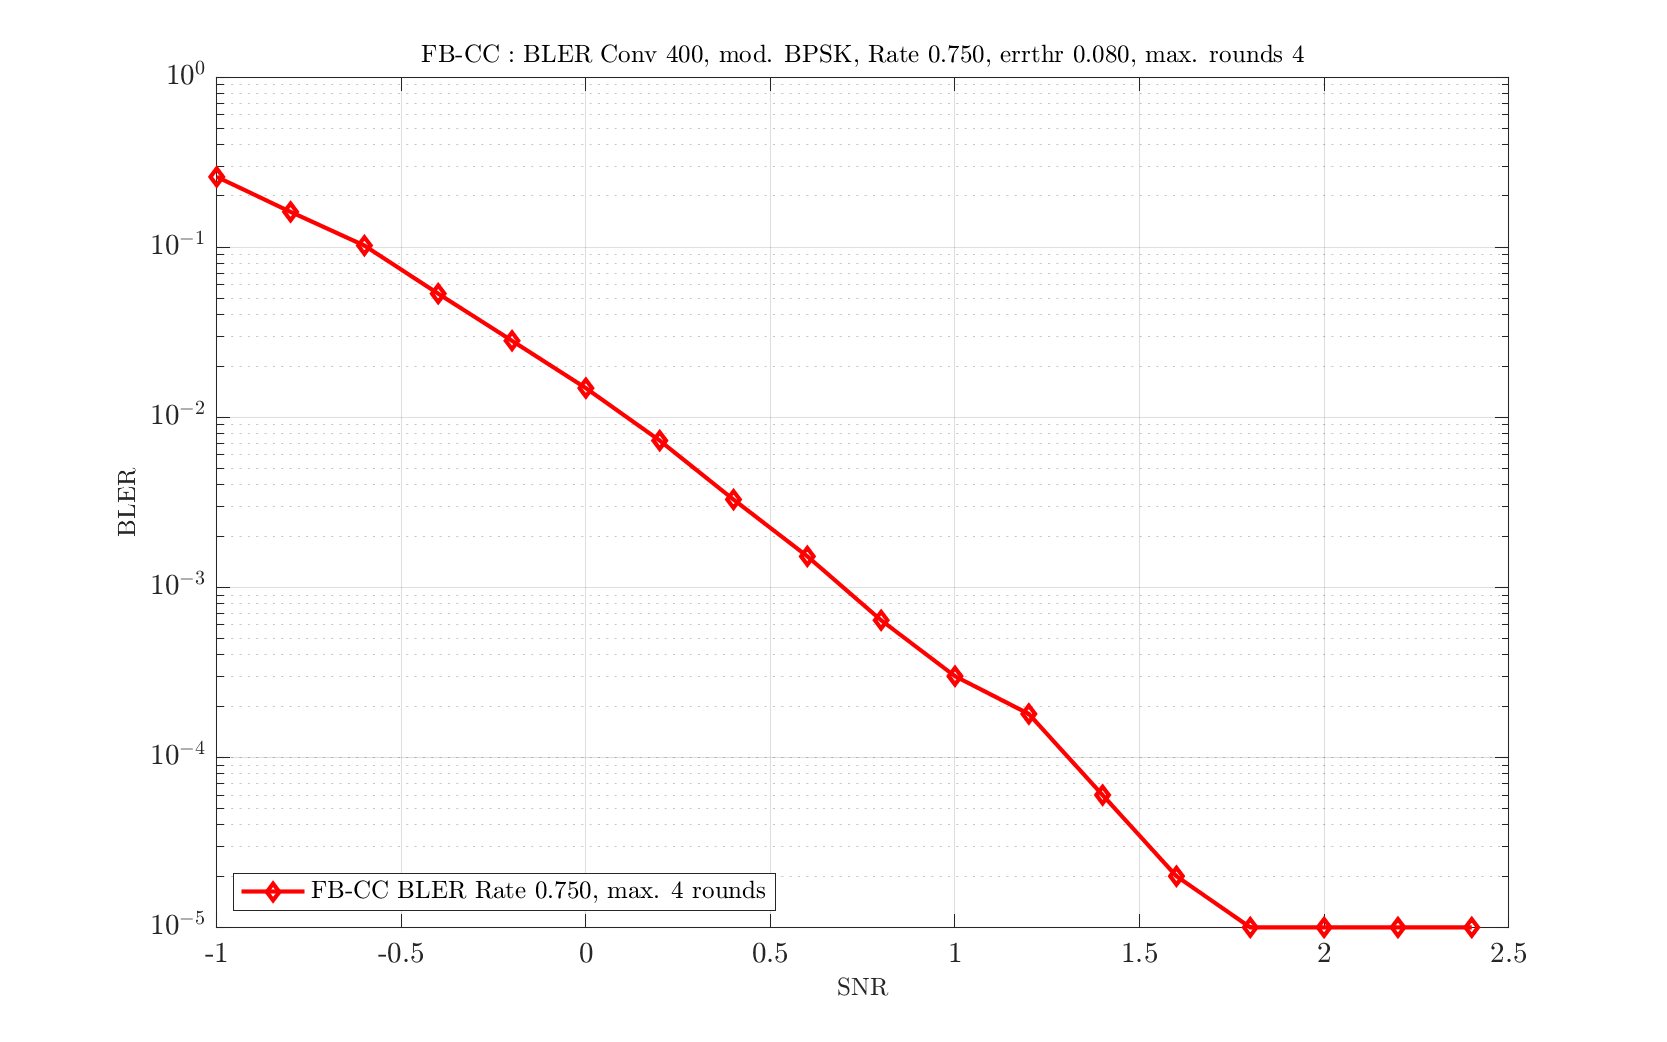 FB-CC : BLER Conv 400, mod. BPSK, Rate 0.750, errthr 0.080, max. rounds 4
10^0
10^{-1}
10^{-2}
10^{-3}
10^{-4}
10^{-5}
BLER
FB-CC BLER Rate 0.750, max. 4 rounds
-1 -0.5 0 0.5 1 1.5 2 2.5
SNR